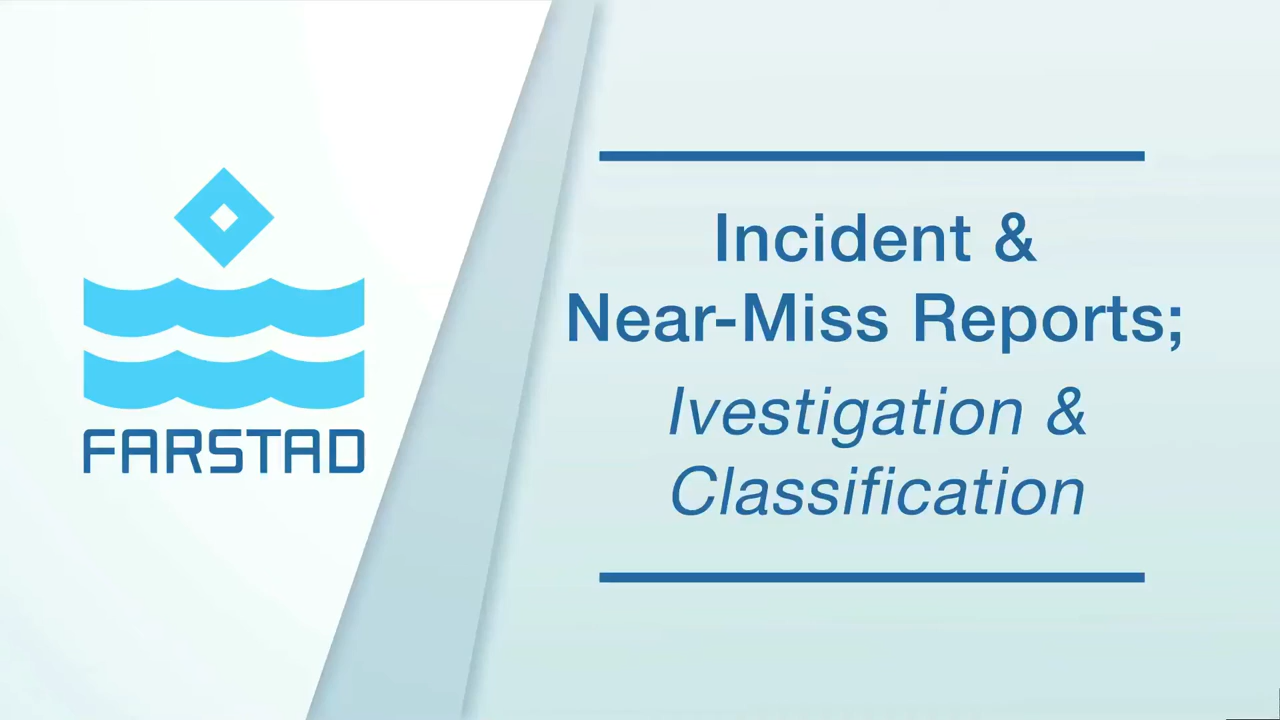 FARSTAD
Incident &
Near-Miss Reports;
Ivestigation &
Classification